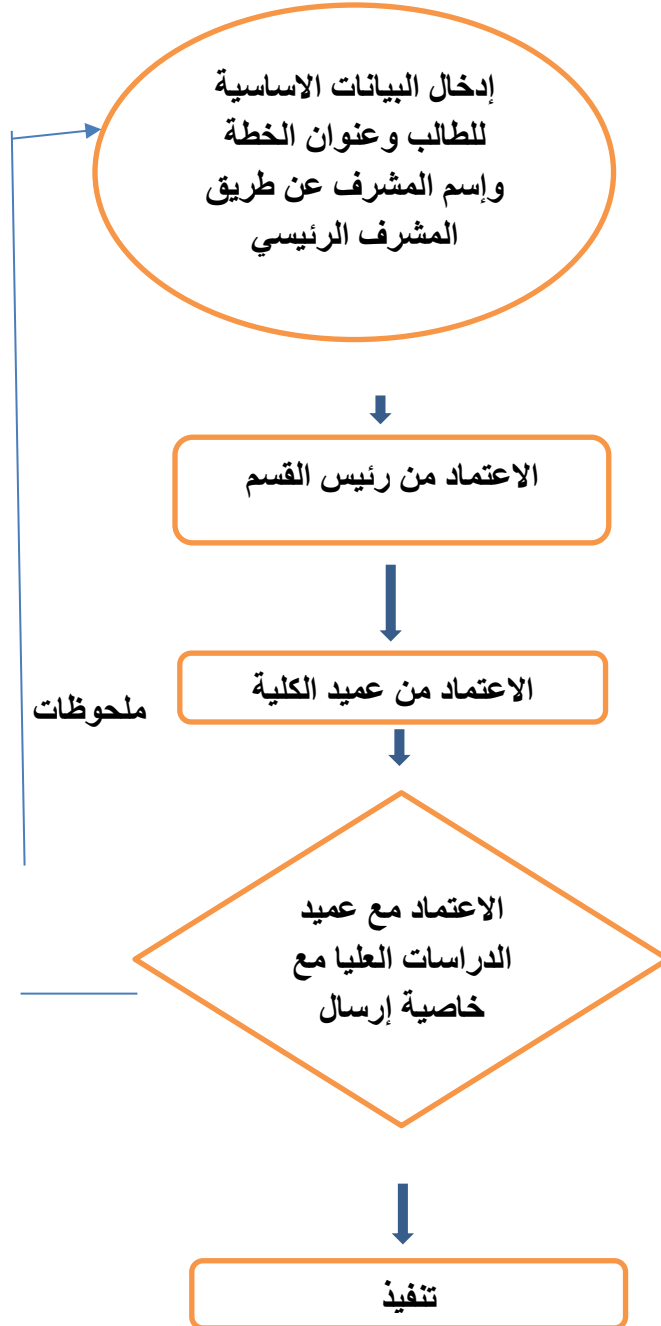 إدخال البيانات الاساسية
للطالب وعنوان الخطة
وإسم المشرف عن طريق
المشرف الرئيسي
الاعتماد من رئيس القسم
الاعتماد من عميد الكلية
ملحوظات
الاعتماد مع عميد
الدراسات العليا مع
خاصية إرسال
تنفيذ